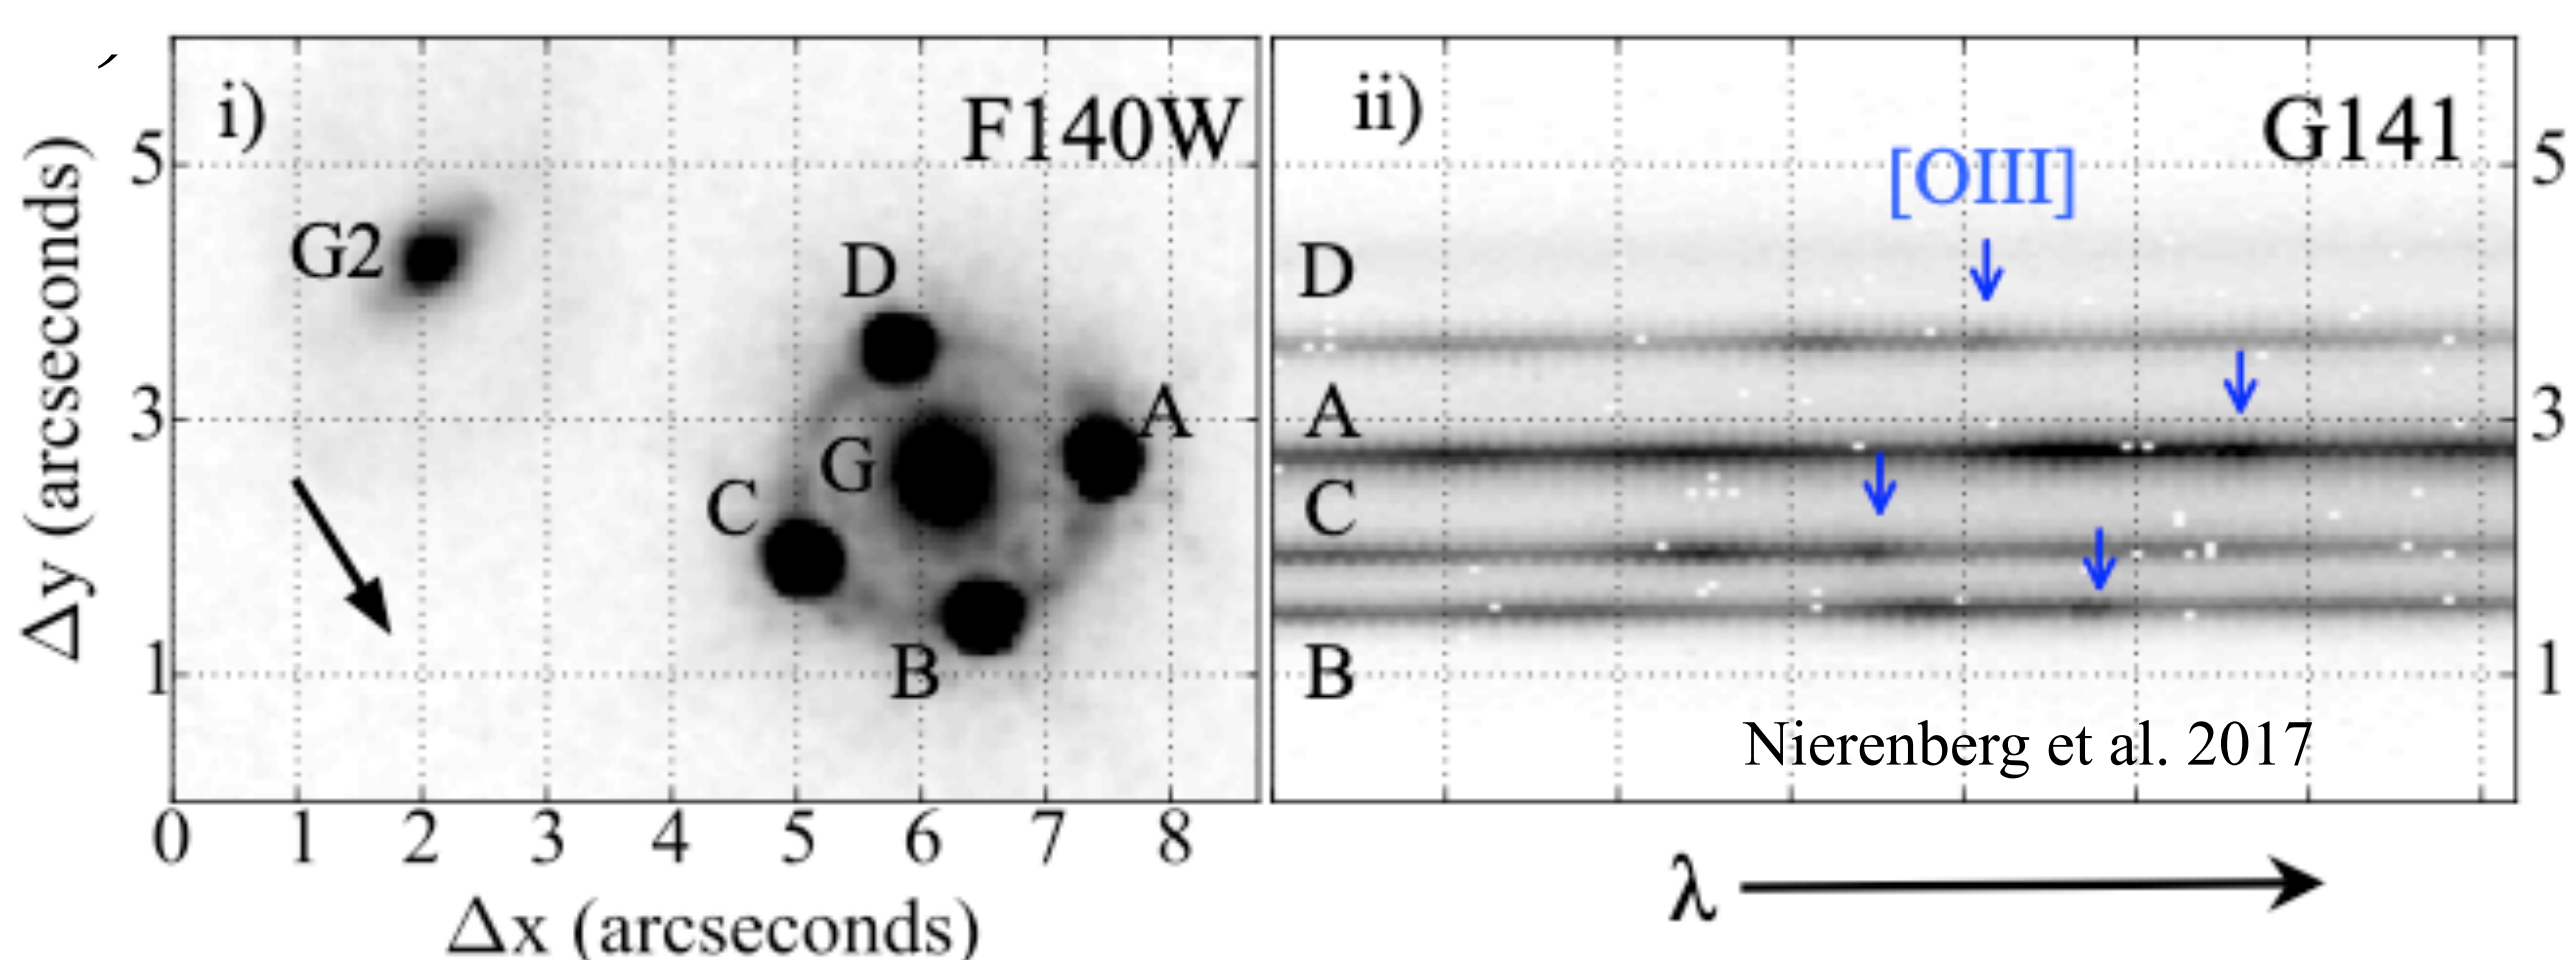 i)
F140W
5
G2
D
3
A
G
C
B
1
Δy (arcseconds)
0 1 2 3 4 5 6 7 8
Δx (arcseconds)
ii)
G141
[OIII]
5
D
A
3
C
B
1
Nierenberg et al. 2017
λ